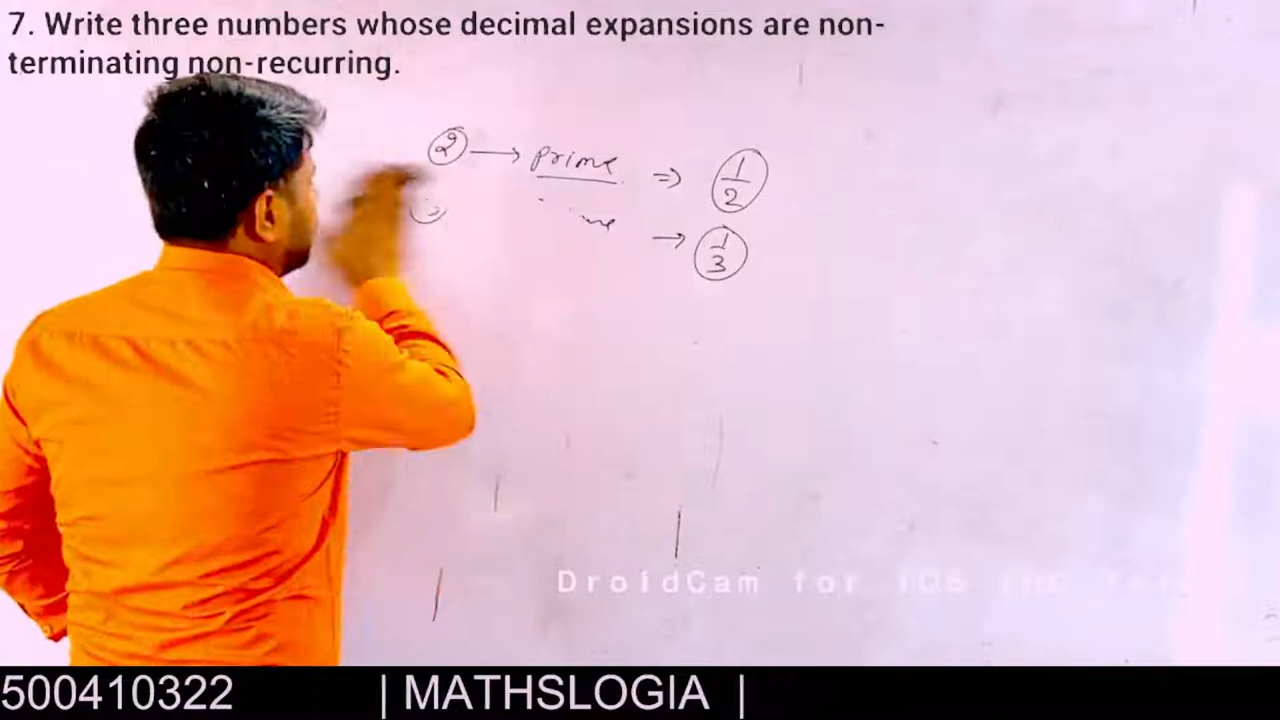 7. Write three numbers whose decimal expansions are non-
terminating non-recurring.
2 → prime ⇒ 1/2
→ 1/3
DroidCam for iOS
500410322 | MATHSLOGIA |